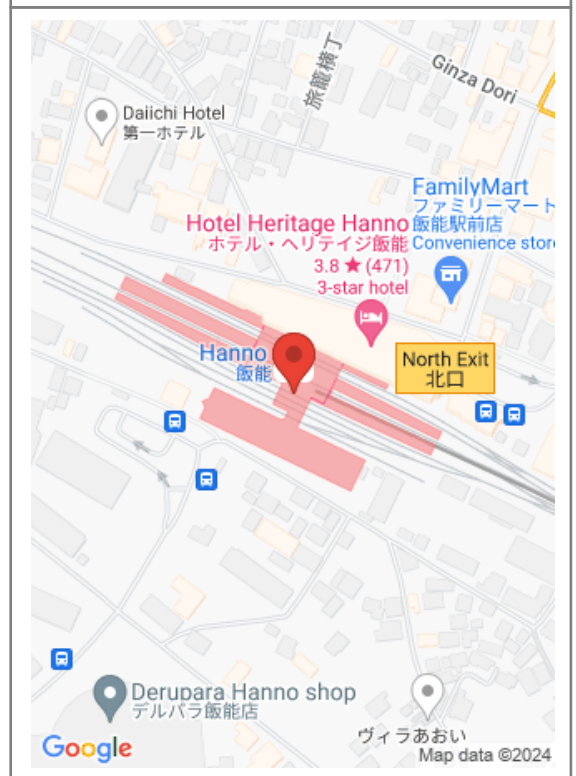 旅籠横丁
Ginza Dori
Daiichi Hotel
第一ホテル
FamilyMart
ファミリーマート
飯能駅前店
Convenience stor
Hotel Heritage Hanno
ホテル・ヘリテイジ飯能
3.8 ★ (471)
3-star hotel
Hanno
飯能
North Exit
北口
Derupara Hanno shop
デルパラ飯能店
ヴィラあおい
Google
Map data ©2024